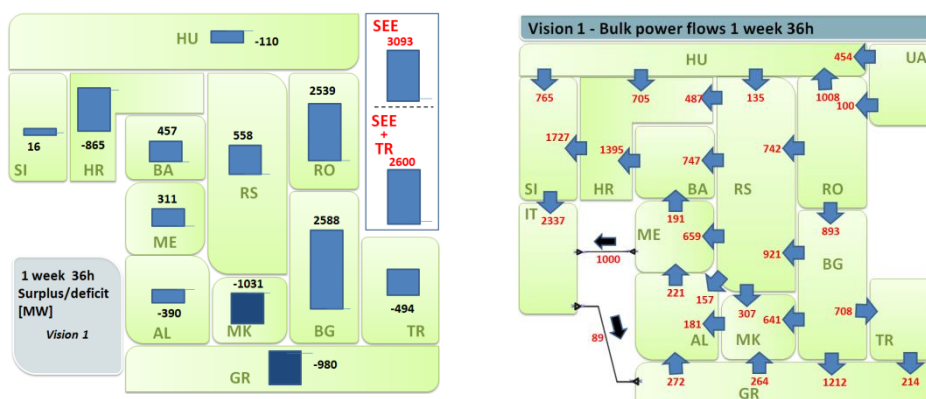 HU
-110
SEE
3093
SEE
+
TR
2600
16
SI
-865
HR
457
BA
558
RS
2539
RO
311
ME
2588
BG
1 week 36h
Surplus/deficit
[MW]
Vision 1
-390
AL
-1031
MK
-494
TR
GR
-980
Vision 1 - Bulk power flows 1 week 36h
HU
454
UA
765
705
487
135
1008
100
1727
1395
747
742
SI
HR
BA
RS
RO
IT
2337
ME
191
659
893
921
BG
1000
221
157
307
708
89
181
641
AL
MK
TR
272
264
1212
214
GR